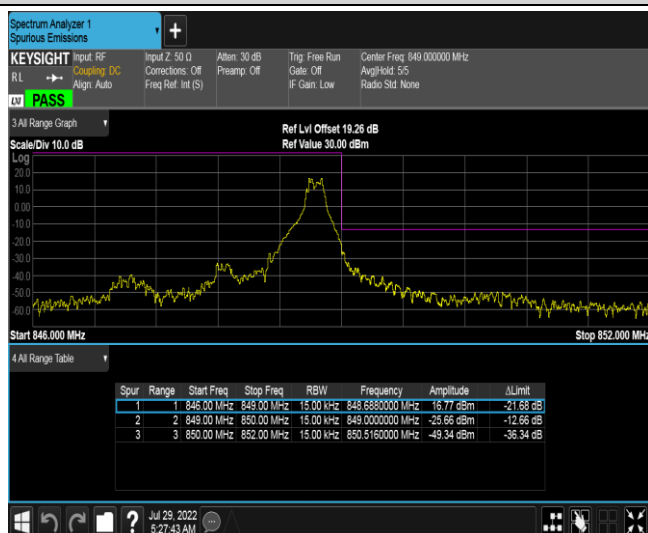 Spectrum Analyzer 1
Spurious Emissions
KEYSIGHT Input: RF Input Z: 50 Ω Atten: 30 dB Trig: Free Run Center Freq: 849.000000 MHz
RL Coupling: DC Corrections: Off Preamp: Off Gate: Off Avg|Hold: 5/5
Align: Auto Freq Ref: Int (S) IF Gain: Low Radio Std: None
LXI PASS
3 All Range Graph
Ref Lvl Offset 19.26 dB
Scale/Div 10.0 dB Ref Value 30.00 dBm
Log
20.0
10.0
0.00
-10.0
-20.0
-30.0
-40.0
-50.0
-60.0
Start 846.000 MHz Stop 852.000 MHz
4 All Range Table
Spur Range Start Freq Stop Freq RBW Frequency Amplitude ΔLimit
1 1 846.00 MHz 849.00 MHz 15.00 kHz 848.6880000 MHz 16.77 dBm -21.68 dB
2 2 849.00 MHz 850.00 MHz 15.00 kHz 849.0000000 MHz -25.66 dBm -12.66 dB
3 3 850.00 MHz 852.00 MHz 15.00 kHz 850.5160000 MHz -49.34 dBm -36.34 dB
? Jul 29, 2022
5:27:43 AM